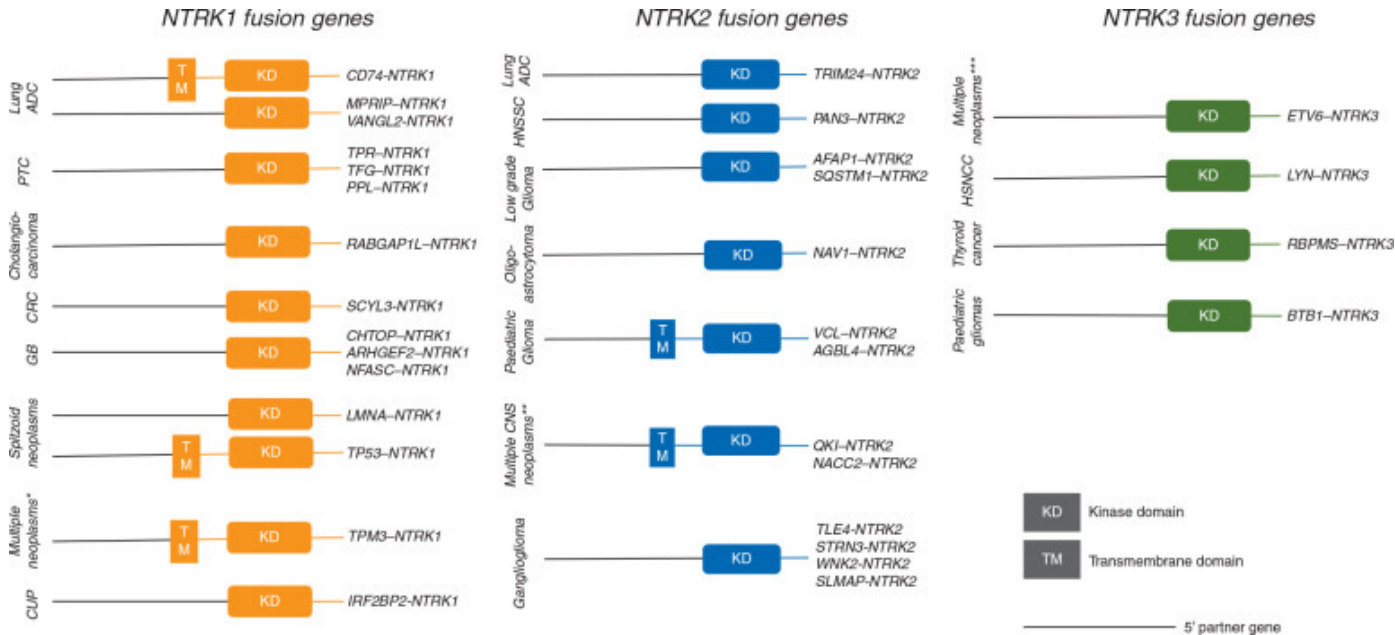 NTRK1 fusion genes
Lung
ADC
T
M
KD
CD74-NTRK1
KD
MPRIP–NTRK1
VANGL2-NTRK1
PTC
KD
TPR–NTRK1
TFG–NTRK1
PPL–NTRK1
Cholangio-
carcinoma
KD
RABGAP1L–NTRK1
CRC
KD
SCYL3-NTRK1
GB
KD
CHTOP–NTRK1
ARHGEF2–NTRK1
NFASC–NTRK1
Spitzoid
neoplasms
KD
LMNA–NTRK1
T
M
KD
TP53–NTRK1
Multiple
neoplasms*
T
M
KD
TPM3–NTRK1
CUP
KD
IRF2BP2-NTRK1
NTRK2 fusion genes
Lung
ADC
KD
TRIM24–NTRK2
HNSSC
KD
PAN3–NTRK2
Low grade
Glioma
KD
AFAP1–NTRK2
SQSTM1–NTRK2
Oligo-
astrocytoma
KD
NAV1–NTRK2
Paediatric
Glioma
T
M
KD
VCL–NTRK2
AGBL4–NTRK2
Multiple CNS
neoplasms**
T
M
KD
QKI–NTRK2
NACC2–NTRK2
Ganglioglioma
KD
TLE4-NTRK2
STRN3-NTRK2
WNK2-NTRK2
SLMAP-NTRK2
NTRK3 fusion genes
Multiple
neoplasms***
KD
ETV6–NTRK3
HSNCC
KD
LYN–NTRK3
Thyroid
cancer
KD
RBPMS–NTRK3
Paediatric
gliomas
KD
BTB1–NTRK3
KD
Kinase domain
TM
Transmembrane domain
5' partner gene